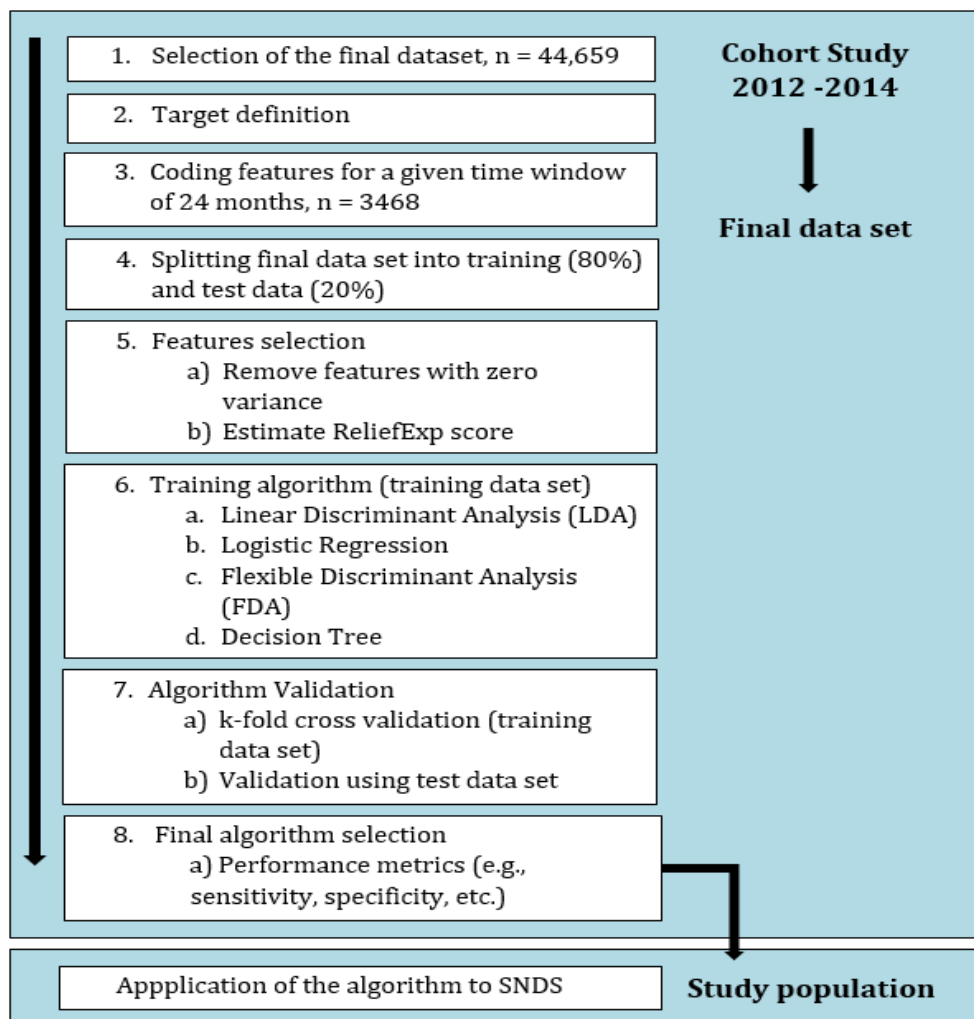 1. Selection of the final dataset, n = 44,659
Cohort Study
2012 -2014
2. Target definition
3. Coding features for a given time window
of 24 months, n = 3468
Final data set
4. Splitting final data set into training (80%)
and test data (20%)
5. Features selection
a) Remove features with zero
variance
b) Estimate ReliefExp score
6. Training algorithm (training data set)
a. Linear Discriminant Analysis (LDA)
b. Logistic Regression
c. Flexible Discriminant Analysis
(FDA)
d. Decision Tree
7. Algorithm Validation
a) k-fold cross validation (training
data set)
b) Validation using test data set
8. Final algorithm selection
a) Performance metrics (e.g.,
sensitivity, specificity, etc.)
Appplication of the algorithm to SNDS
Study population